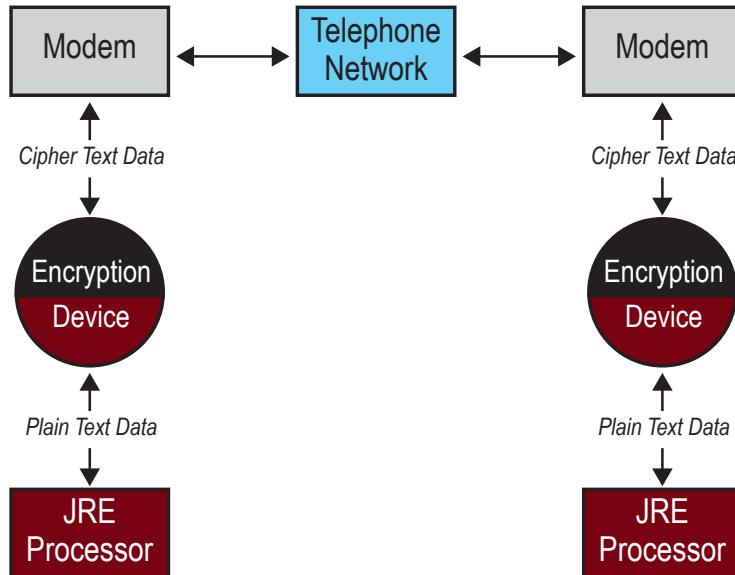 Modem
Telephone
Network
Modem
Cipher Text Data
Cipher Text Data
Encryption
Device
Encryption
Device
Plain Text Data
Plain Text Data
JRE
Processor
JRE
Processor